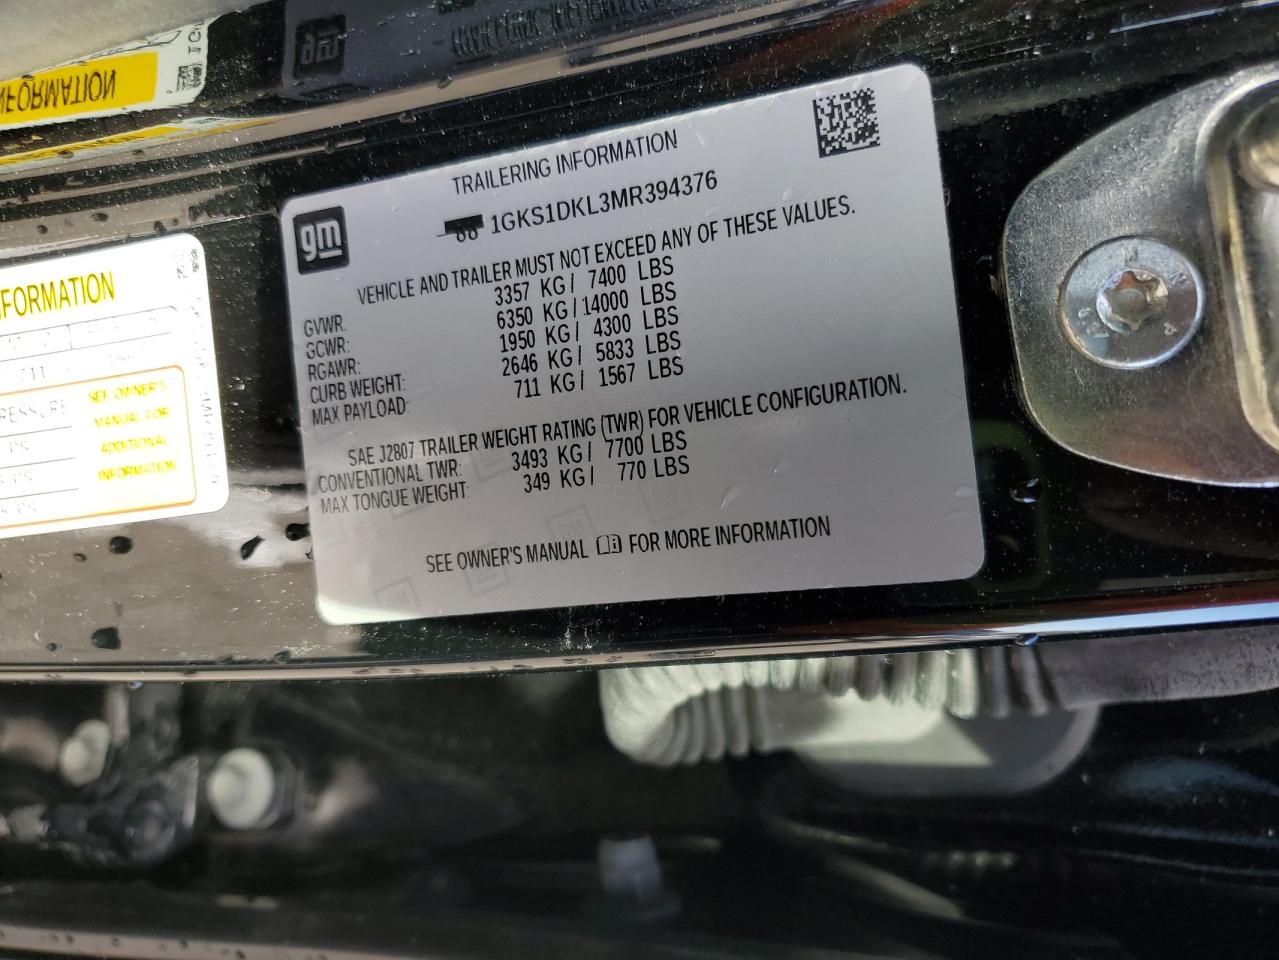 TRAILERING INFORMATION
gm
1GKS1DKL3MR394376
VEHICLE AND TRAILER MUST NOT EXCEED ANY OF THESE VALUES.
GVWR: 3357 KG / 7400 LBS
GCWR: 6350 KG / 14000 LBS
RGAWR: 1950 KG / 4300 LBS
CURB WEIGHT: 2646 KG / 5833 LBS
MAX PAYLOAD: 711 KG / 1567 LBS
SAE J2807 TRAILER WEIGHT RATING (TWR) FOR VEHICLE CONFIGURATION.
CONVENTIONAL TWR: 3493 KG / 7700 LBS
MAX TONGUE WEIGHT: 349 KG / 770 LBS
SEE OWNER'S MANUAL FOR MORE INFORMATION
SEE OWNER'S
MANUAL FOR
ADDITIONAL
INFORMATION